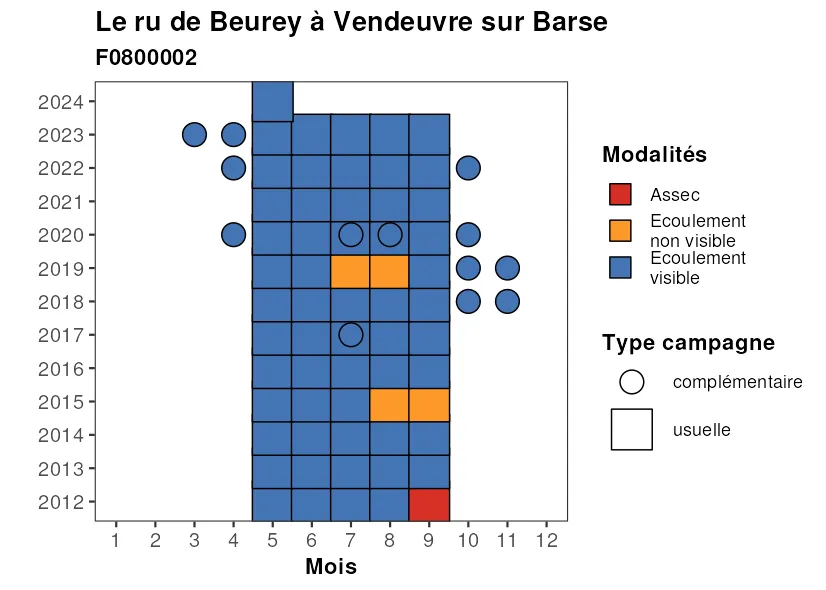 Le ru de Beurey à Vendeuvre sur Barse
F0800002
2024
2023
2022
2021
2020
2019
2018
2017
2016
2015
2014
2013
2012
1 2 3 4 5 6 7 8 9 10 11 12
Mois
Modalités
Assec
Ecoulement
non visible
Ecoulement
visible
Type campagne
complémentaire
usuelle